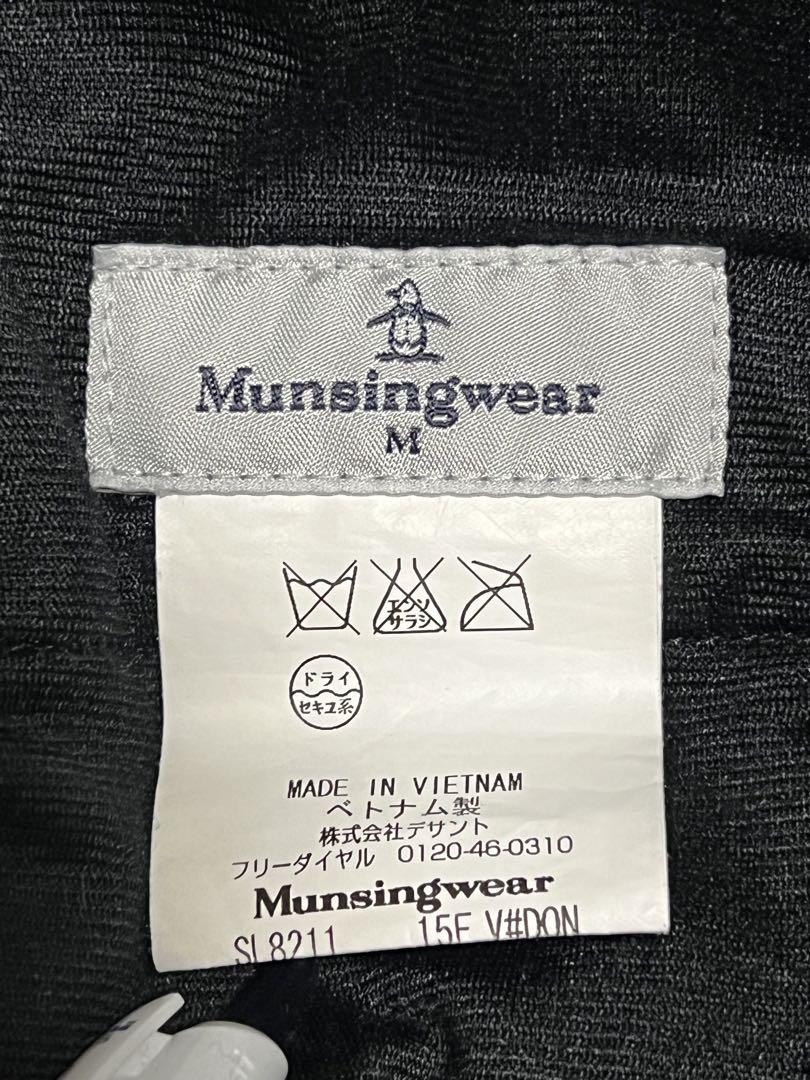 Munsingwear
M
エンソ
サラシ
ドライ
セキユ系
MADE IN VIETNAM
ベトナム製
株式会社デサント
フリーダイヤル 0120-46-0310
Munsingwear
SL8211 15F V#DON